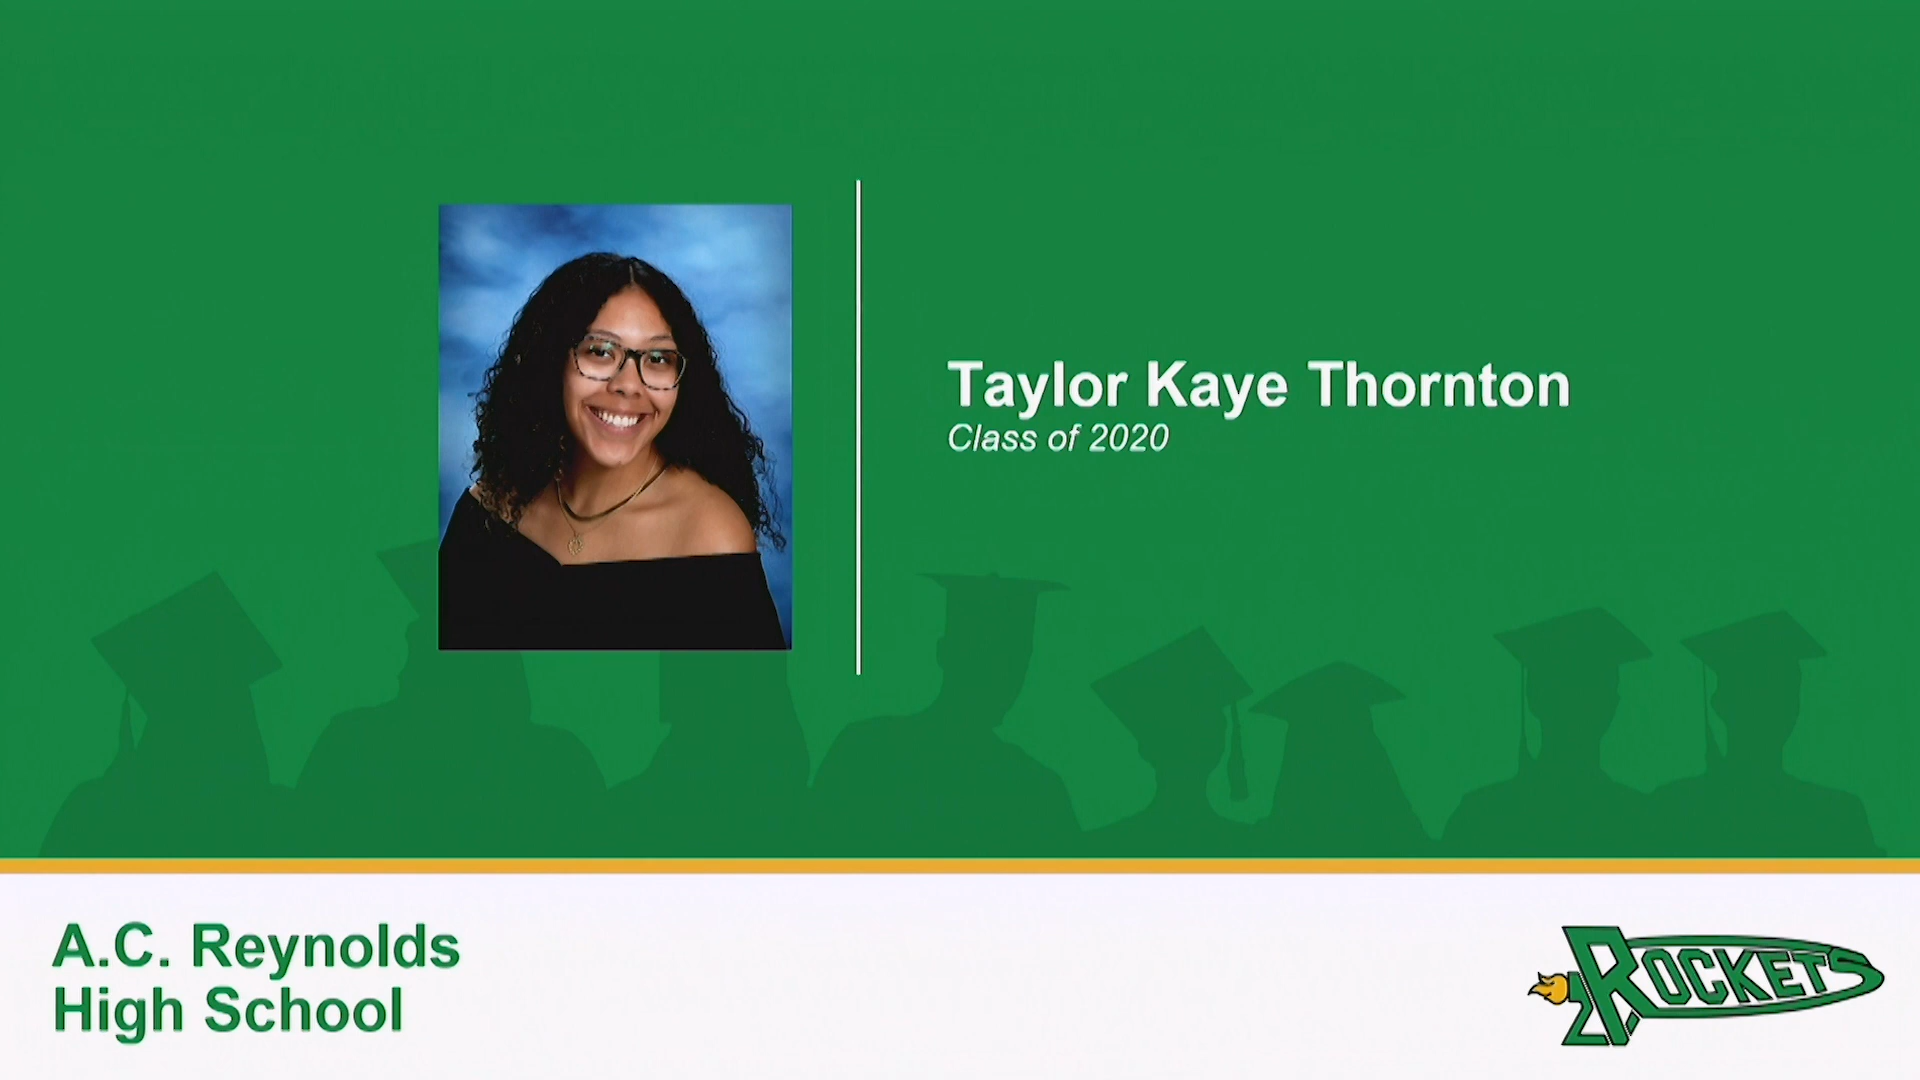 Taylor Kaye Thornton
Class of 2020
A.C. Reynolds
High School
ROCKETS